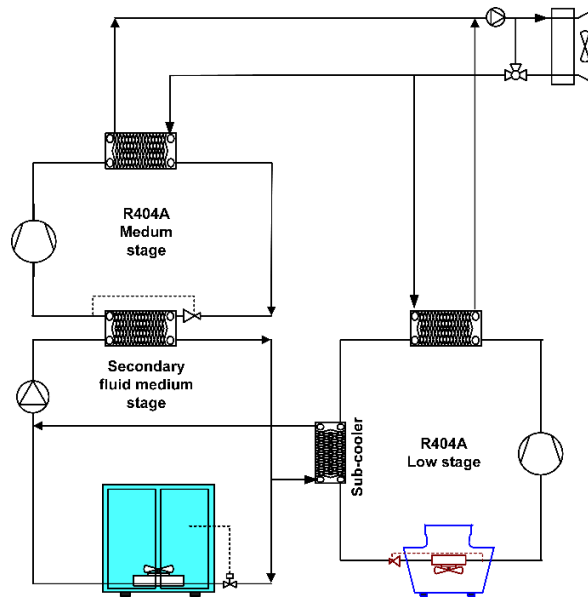 R404A
Medum
stage
Secondary
fluid medium
stage
Sub-cooler
R404A
Low stage